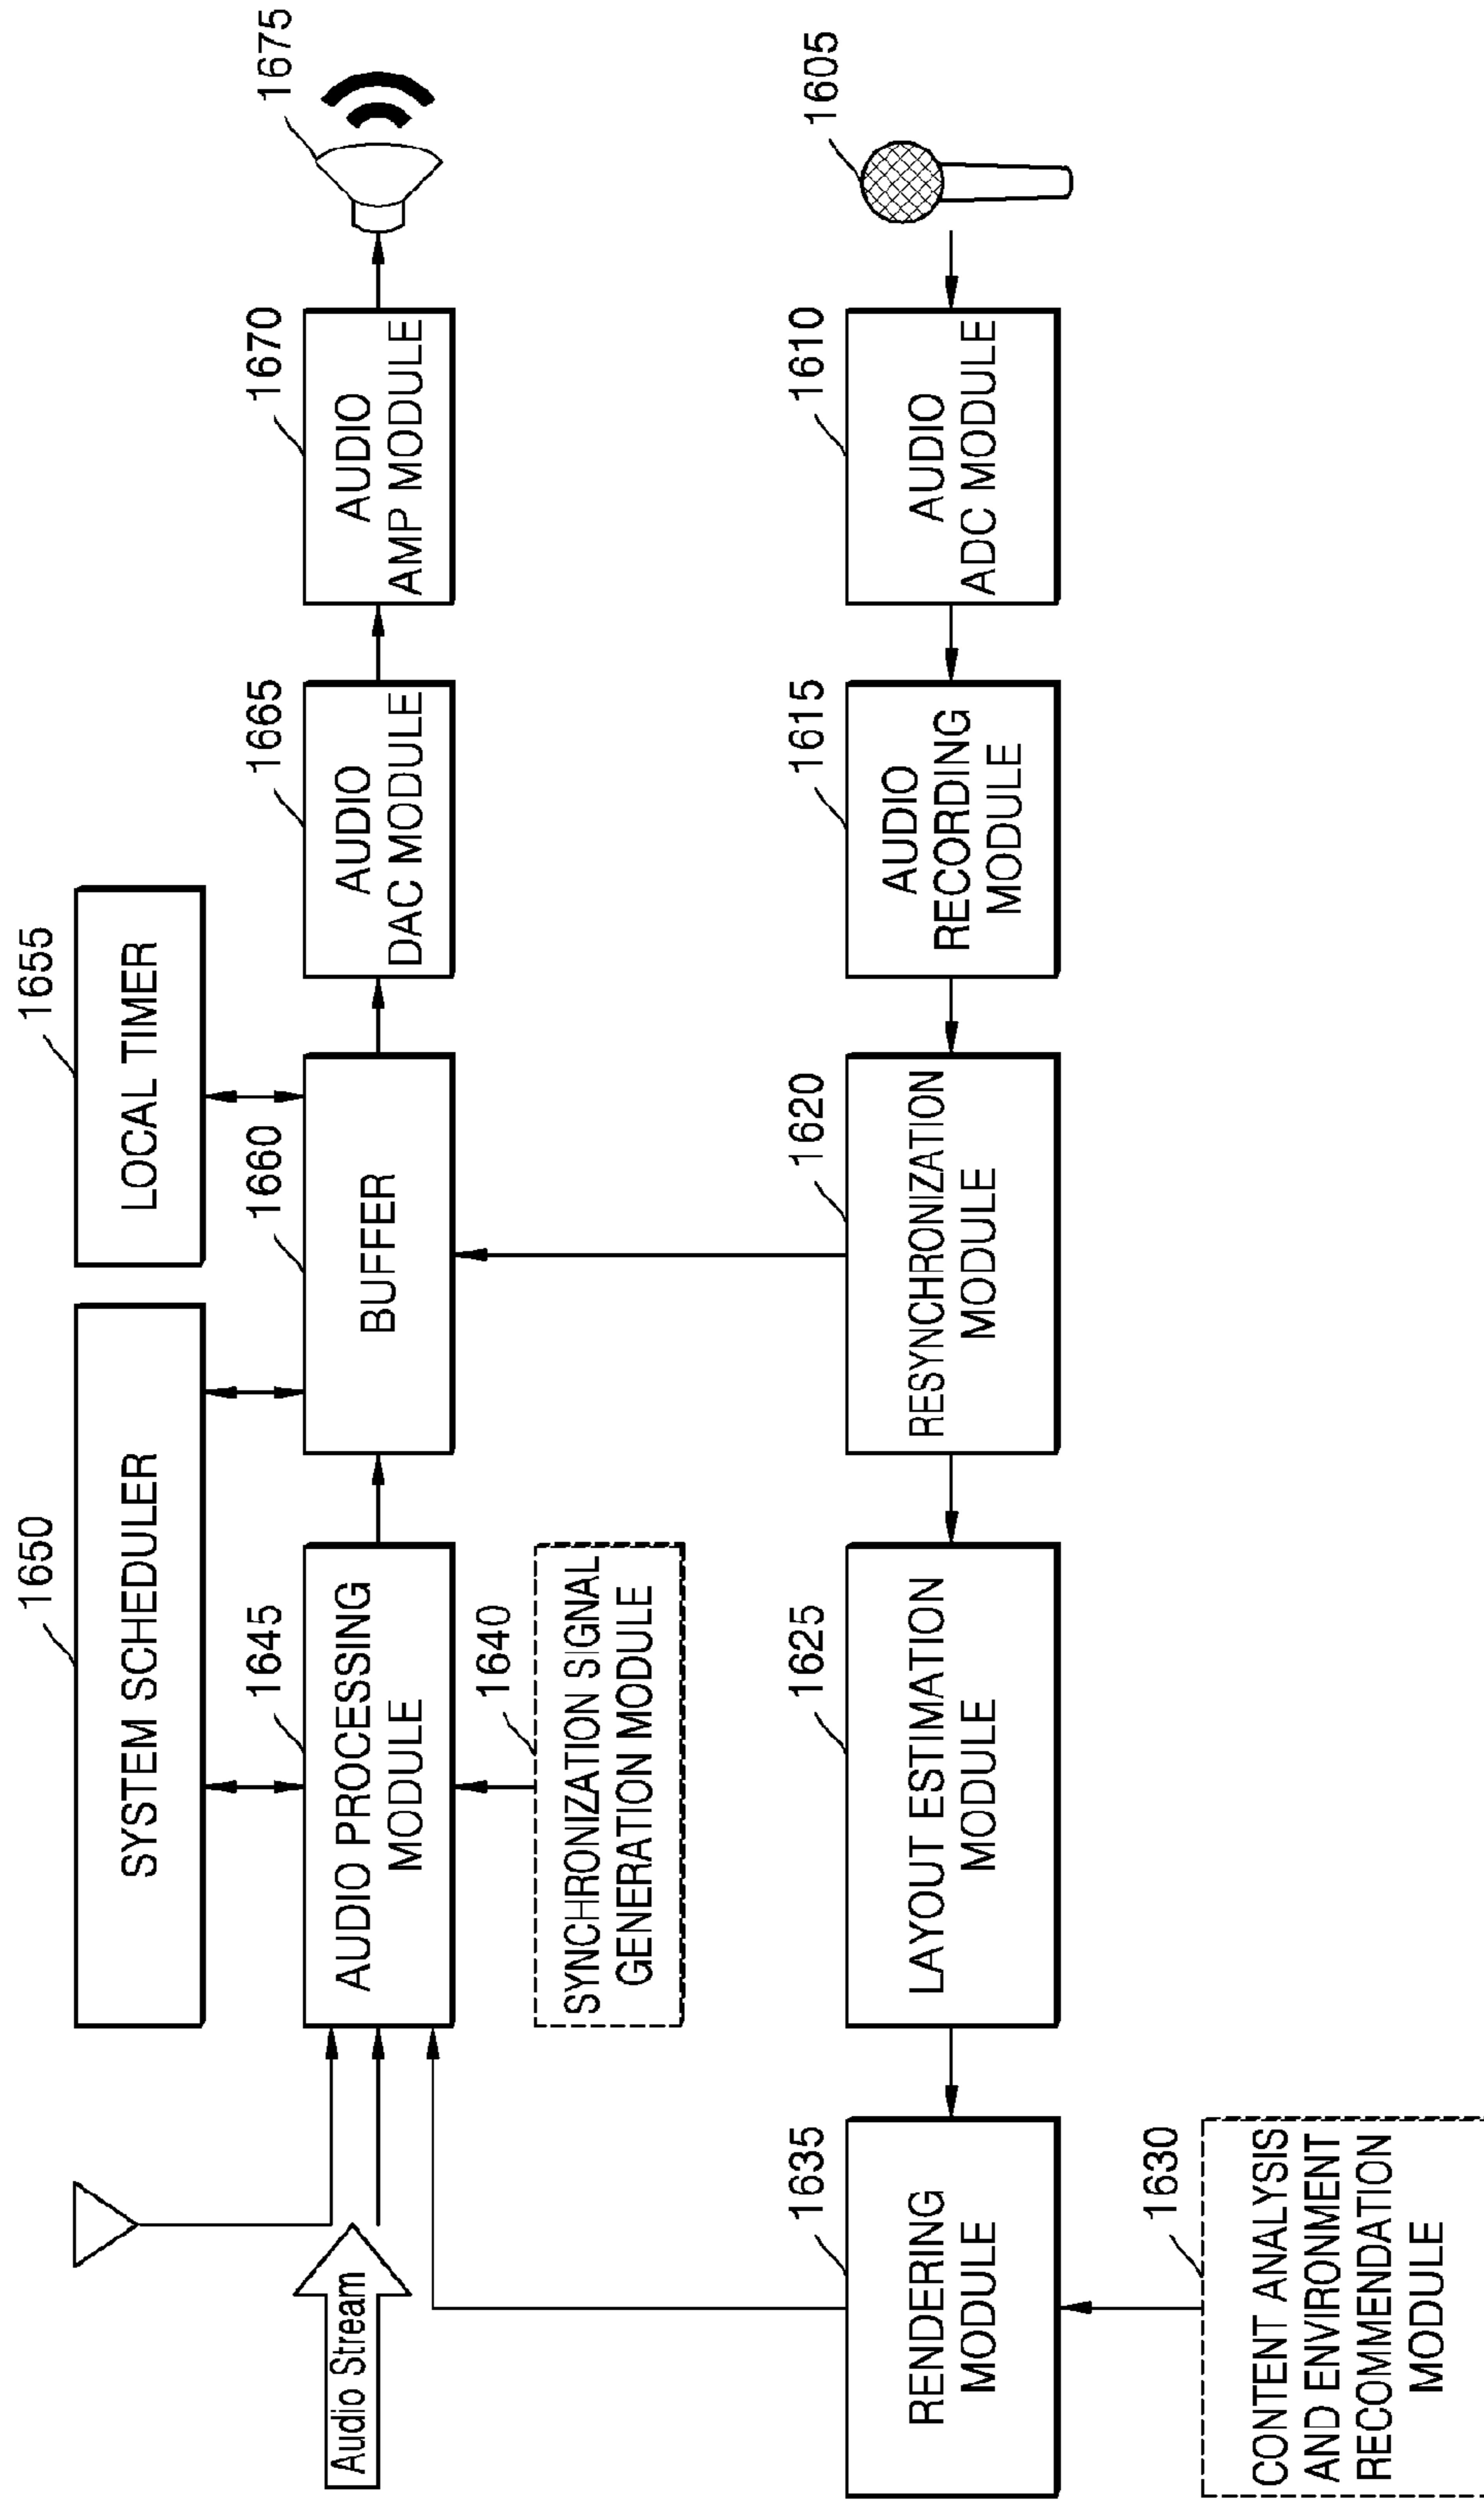 1650
SYSTEM SCHEDULER
1655
LOCAL TIMER
Audio Stream
1645
AUDIO PROCESSING
MODULE
1660
BUFFER
1665
AUDIO
DAC MODULE
1670
AUDIO
AMP MODULE
1675
1640
SYNCHRONIZATION SIGNAL
GENERATION MODULE
1635
RENDERING
MODULE
1625
LAYOUT ESTIMATION
MODULE
1620
RESYNCHRONIZATION
MODULE
1615
AUDIO
RECORDING
MODULE
1610
AUDIO
ADC MODULE
1605
1630
CONTENT ANALYSIS
AND ENVIRONMENT
RECOMMENDATION
MODULE